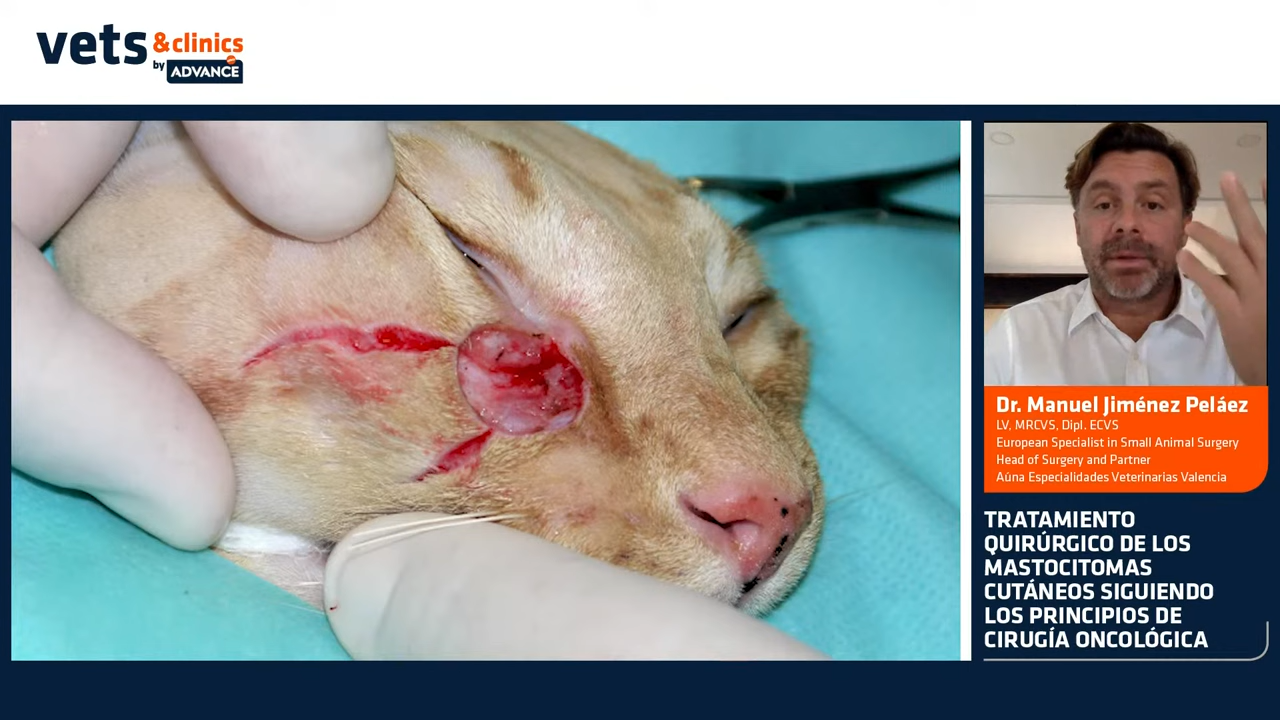 vets &clinics
by ADVANCE
Dr. Manuel Jiménez Peláez
LV, MRCVS, Dipl. ECVS
European Specialist in Small Animal Surgery
Head of Surgery and Partner
Aúna Especialidades Veterinarias Valencia
TRATAMIENTO
QUIRÚRGICO DE LOS
MASTOCITOMAS
CUTÁNEOS SIGUIENDO
LOS PRINCIPIOS DE
CIRUGÍA ONCOLÓGICA